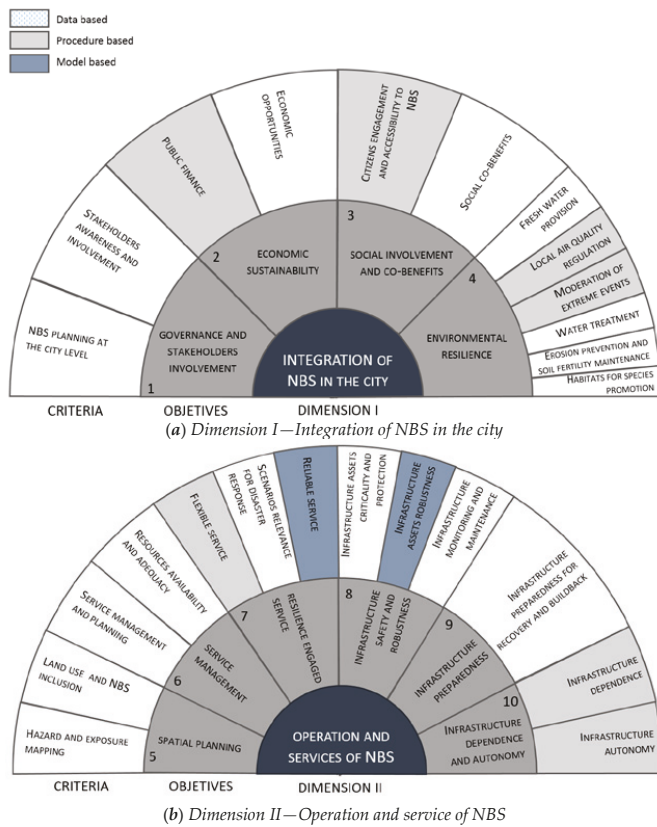 Data based
Procedure based
Model based
NBS PLANNING AT
THE CITY LEVEL
STAKEHOLDERS
AWARENESS AND
INVOLVEMENT
PUBLIC FINANCE
ECONOMIC
OPPORTUNITIES
CITIZENS ENGAGEMENT
AND ACCESSIBILITY TO
NBS
SOCIAL CO-BENEFITS
FRESH WATER
PROVISION
LOCAL AIR QUALITY
REGULATION
MODERATION OF
EXTREME EVENTS
WATER TREATMENT
EROSION PREVENTION AND
SOIL FERTILITY MAINTENANCE
HABITATS FOR SPECIES
PROMOTION
1
GOVERNANCE AND
STAKEHOLDERS
INVOLVEMENT
2
ECONOMIC
SUSTAINABILITY
3
SOCIAL INVOLVEMENT
AND CO-BENEFITS
4
ENVIRONMENTAL
RESILIENCE
INTEGRATION OF
NBS IN THE CITY
CRITERIA OBJETIVES DIMENSION I
(a) Dimension I—Integration of NBS in the city
HAZARD AND EXPOSURE
MAPPING
LAND USE AND NBS
INCLUSION
SERVICE MANAGEMENT
AND PLANNING
RESOURCES AVAILABILITY
AND ADEQUACY
FLEXIBLE SERVICE
SCENARIOS RELEVANCE
FOR DISASTER
RESPONSE
RELIABLE SERVICE
INFRASTRUCTURE ASSETS
CRITICALITY AND
PROTECTION
INFRASTRUCTURE
ASSETS ROBUSTNESS
INFRASTRUCTURE
MONITORING AND
MAINTENANCE
INFRASTRUCTURE
PREPAREDNESS FOR
RECOVERY AND BUILDBACK
INFRASTRUCTURE
DEPENDENCE
INFRASTRUCTURE
AUTONOMY
5
SPATIAL PLANNING
6
SERVICE
MANAGEMENT
7
RESILIENCE ENGAGED
SERVICE
8
INFRASTRUCTURE
SAFETY AND
ROBUSTNESS
9
INFRASTRUCTURE
PREPAREDNESS
10
INFRASTRUCTURE
DEPENDENCE
AND AUTONOMY
OPERATION AND
SERVICES OF NBS
CRITERIA OBJETIVES DIMENSION II
(b) Dimension II—Operation and service of NBS